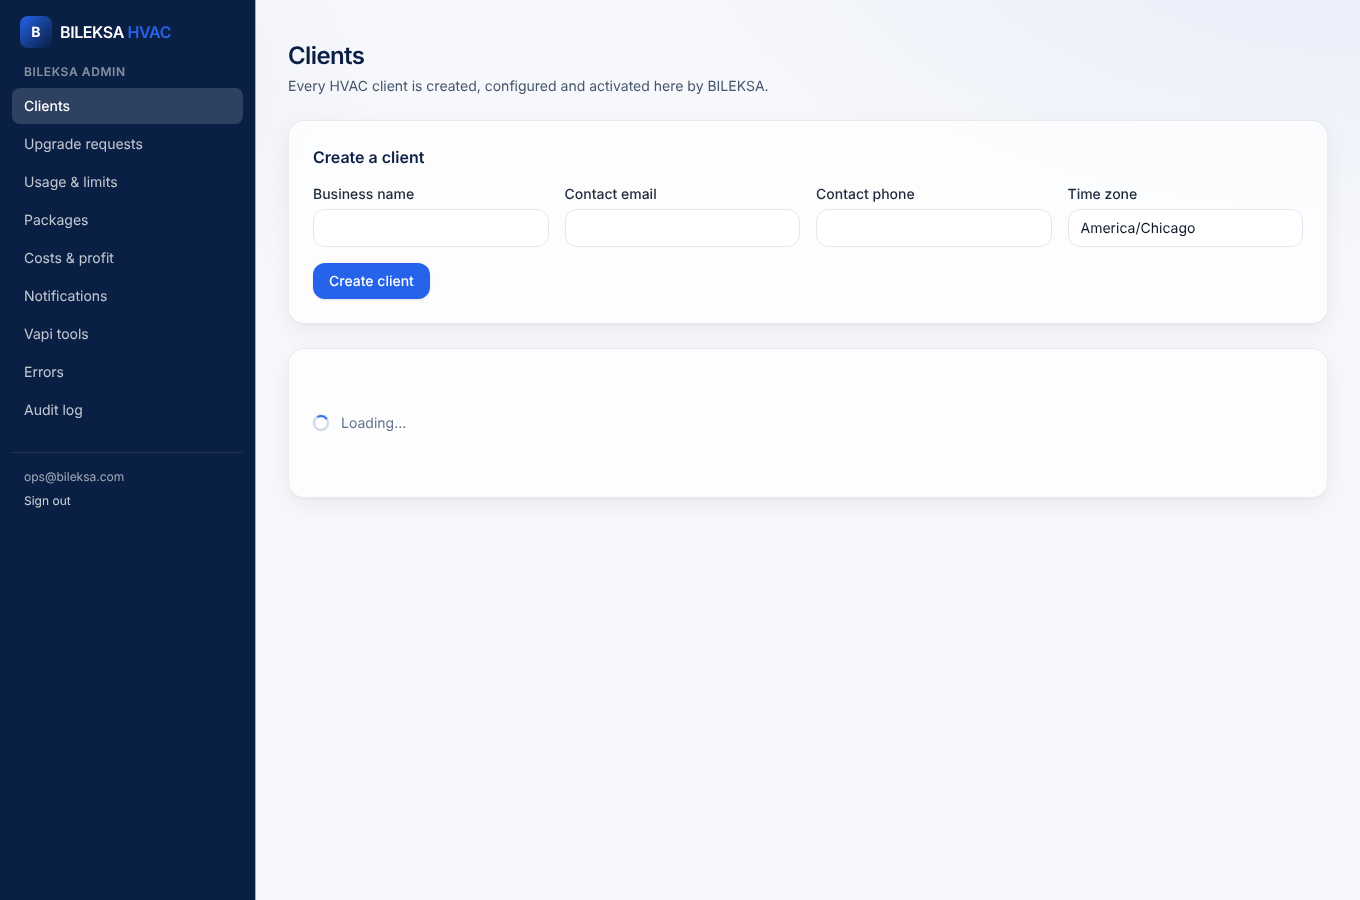 B BILEKSA HVAC
BILEKSA ADMIN
Clients
Upgrade requests
Usage & limits
Packages
Costs & profit
Notifications
Vapi tools
Errors
Audit log
ops@bileksa.com
Sign out
Clients
Every HVAC client is created, configured and activated here by BILEKSA.
Create a client
Business name
Contact email
Contact phone
Time zone
America/Chicago
Create client
Loading...